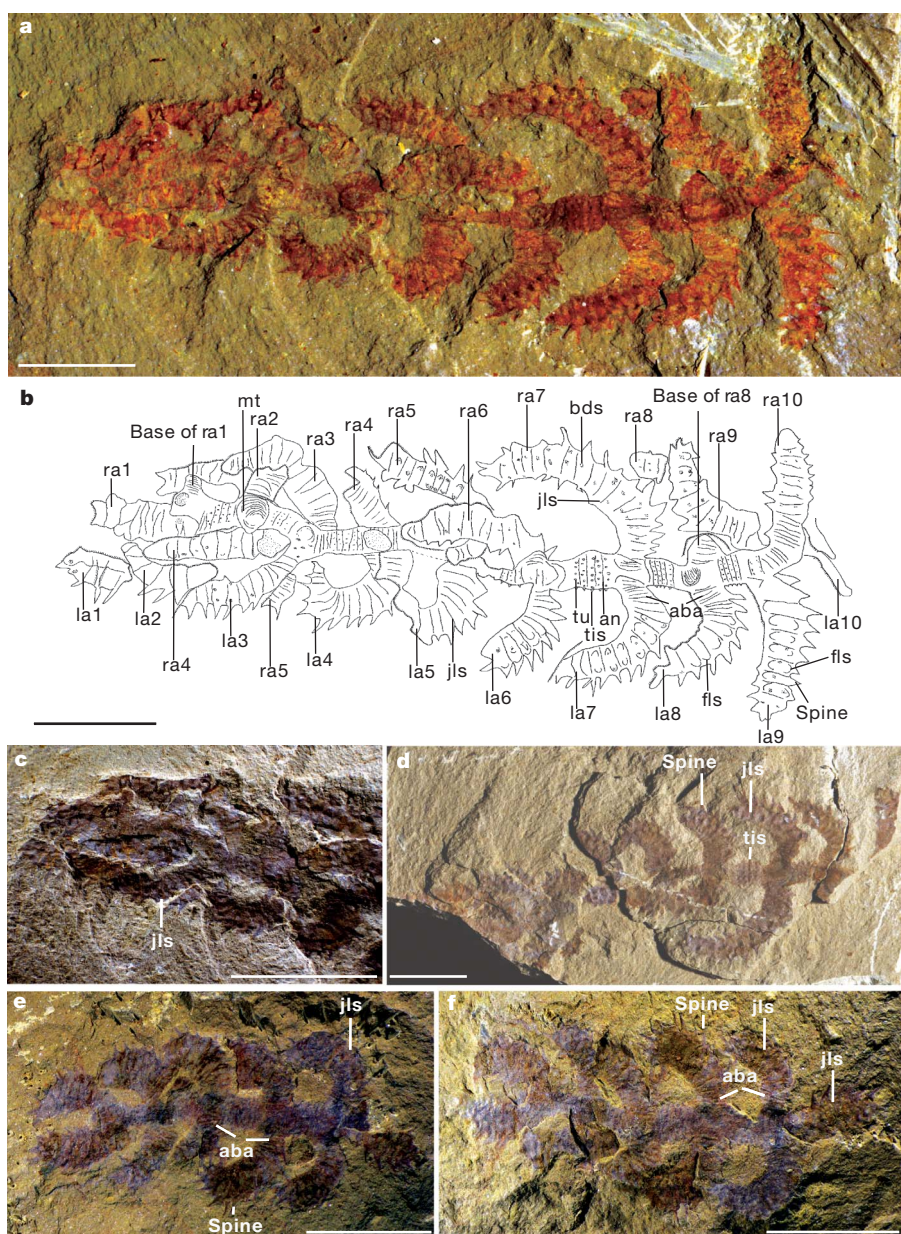 a
b
mt
ra2
Base of ra1
ra3
ra4
ra5
ra6
ra7
bds
ra8
Base of ra8
ra10
ra9
ra1
jls
la1
la2
ra4
la3
ra5
la4
la5
jls
la6
tu
an
tis
aba
la7
la8
fls
la10
fls
Spine
la9
c
jls
d
Spine
jls
tis
e
jls
aba
Spine
f
Spine
jls
jls
aba